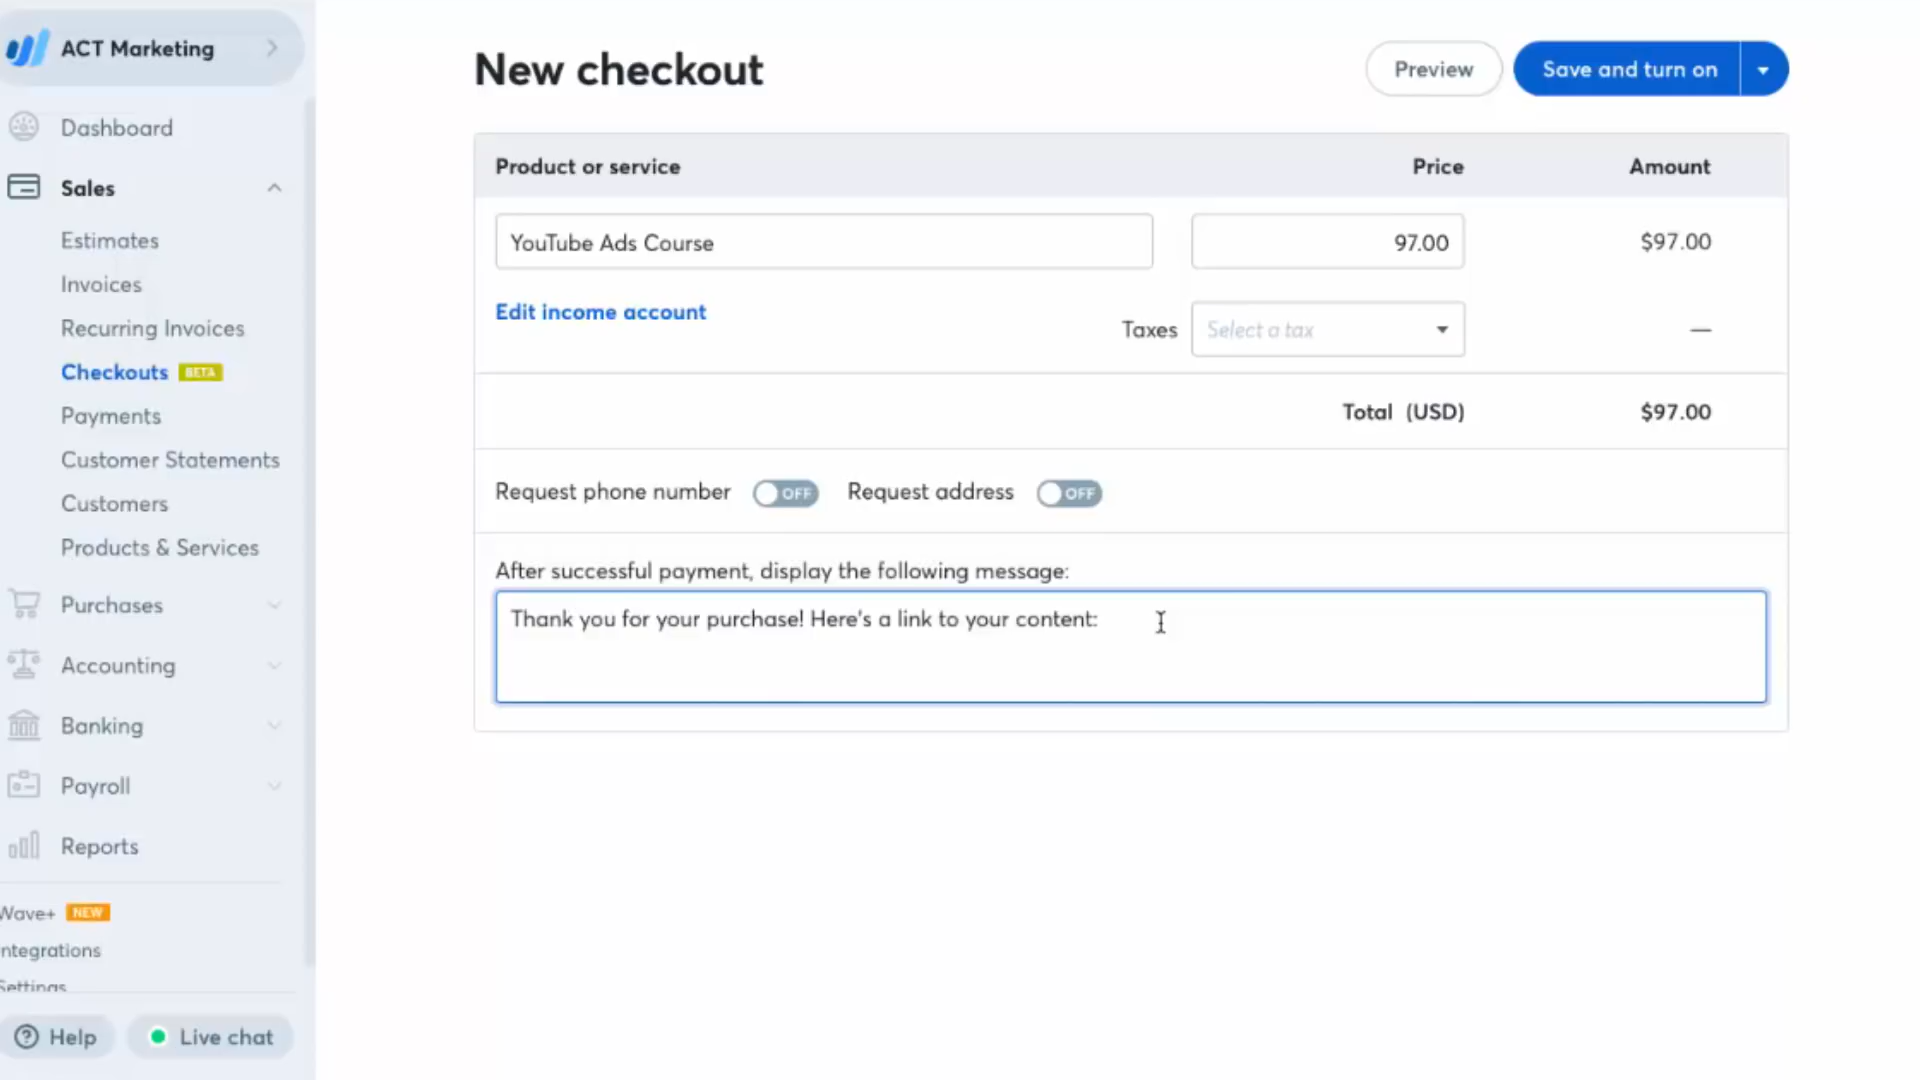 ACT Marketing
Dashboard
Sales
Estimates
Invoices
Recurring Invoices
Checkouts BETA
Payments
Customer Statements
Customers
Products & Services
Purchases
Accounting
Banking
Payroll
Reports
Wave+ NEW
ntegrations
Settings
Help
Live chat
New checkout
Preview
Save and turn on
Product or service Price Amount
YouTube Ads Course 97.00 $97.00
Edit income account
Taxes Select a tax —
Total (USD) $97.00
Request phone number OFF Request address OFF
After successful payment, display the following message:
Thank you for your purchase! Here's a link to your content: